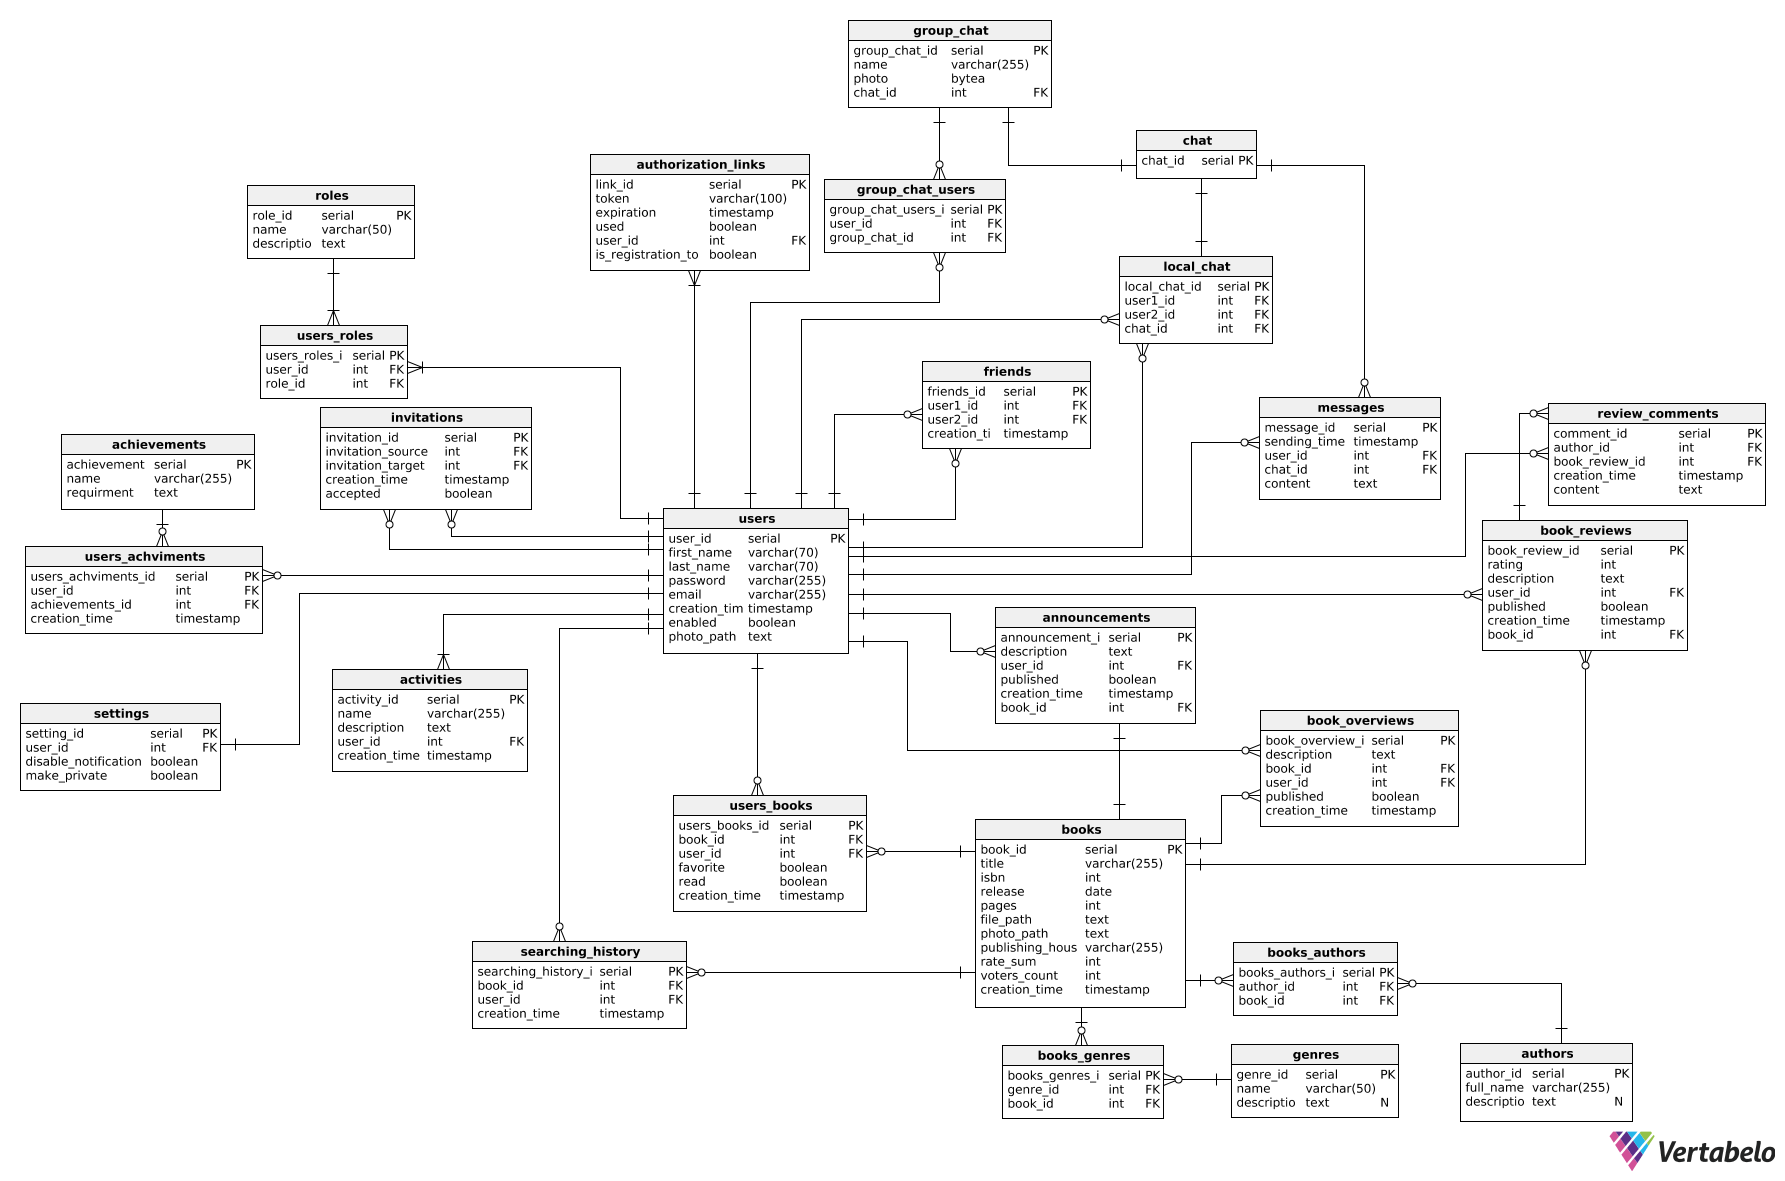 group_chat
group_chat_id serial PK
name varchar(255)
photo bytea
chat_id int FK
chat
chat_id serial PK
authorization_links
link_id serial PK
token varchar(100)
expiration timestamp
used boolean
user_id int FK
is_registration_to boolean
group_chat_users
group_chat_users_i serial PK
user_id int FK
group_chat_id int FK
roles
role_id serial PK
name varchar(50)
descriptio text
local_chat
local_chat_id serial PK
user1_id int FK
user2_id int FK
chat_id int FK
users_roles
users_roles_i serial PK
user_id int FK
role_id int FK
friends
friends_id serial PK
user1_id int FK
user2_id int FK
creation_ti timestamp
messages
message_id serial PK
sending_time timestamp
user_id int FK
chat_id int FK
content text
review_comments
comment_id serial PK
author_id int FK
book_review_id int FK
creation_time timestamp
content text
invitations
invitation_id serial PK
invitation_source int FK
invitation_target int FK
creation_time timestamp
accepted boolean
achievements
achievement serial PK
name varchar(255)
requirment text
users
user_id serial PK
first_name varchar(70)
last_name varchar(70)
password varchar(255)
email varchar(255)
creation_tim timestamp
enabled boolean
photo_path text
book_reviews
book_review_id serial PK
rating int
description text
user_id int FK
published boolean
creation_time timestamp
book_id int FK
users_achviments
users_achviments_id serial PK
user_id int FK
achievements_id int FK
creation_time timestamp
announcements
announcement_i serial PK
description text
user_id int FK
published boolean
creation_time timestamp
book_id int FK
activities
activity_id serial PK
name varchar(255)
description text
user_id int FK
creation_time timestamp
settings
setting_id serial PK
user_id int FK
disable_notification boolean
make_private boolean
book_overviews
book_overview_i serial PK
description text
book_id int FK
user_id int FK
published boolean
creation_time timestamp
users_books
users_books_id serial PK
book_id int FK
user_id int FK
favorite boolean
read boolean
creation_time timestamp
books
book_id serial PK
title varchar(255)
isbn int
release date
pages int
file_path text
photo_path text
publishing_hous varchar(255)
rate_sum int
voters_count int
creation_time timestamp
searching_history
searching_history_i serial PK
book_id int FK
user_id int FK
creation_time timestamp
books_authors
books_authors_i serial PK
author_id int FK
book_id int FK
books_genres
books_genres_i serial PK
genre_id int FK
book_id int FK
genres
genre_id serial PK
name varchar(50)
descriptio text N
authors
author_id serial PK
full_name varchar(255)
descriptio text N
Vertabelo